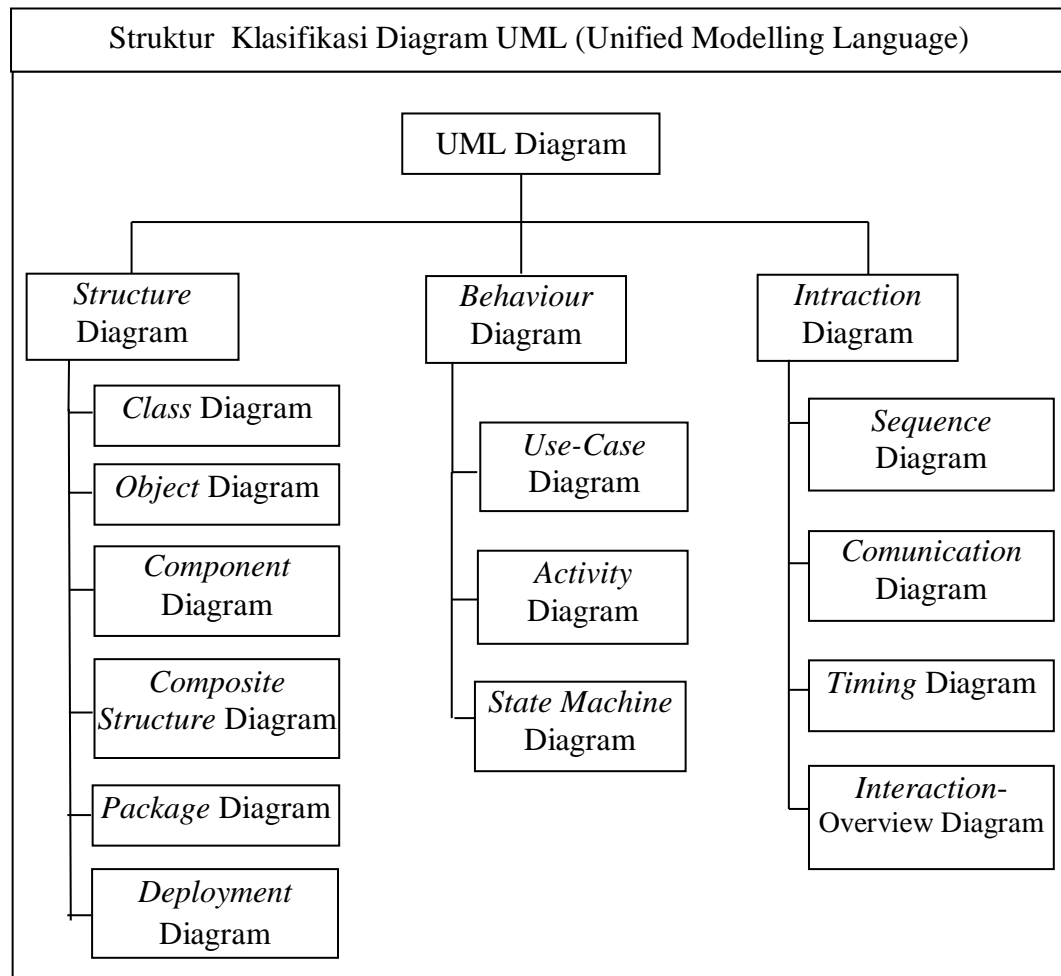 Struktur Klasifikasi Diagram UML (Unified Modelling Language)
UML Diagram
Structure
Diagram
Class Diagram
Object Diagram
Component
Diagram
Composite
Structure Diagram
Package Diagram
Deployment
Diagram
Behaviour
Diagram
Use-Case
Diagram
Activity
Diagram
State Machine
Diagram
Intraction
Diagram
Sequence
Diagram
Comunication
Diagram
Timing Diagram
Interaction-
Overview Diagram